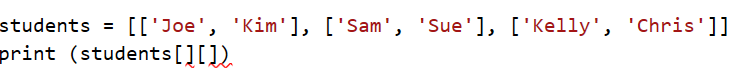 students = [['Joe', 'Kim'], ['Sam', 'Sue'], ['Kelly', 'Chris']]
print (students[][])